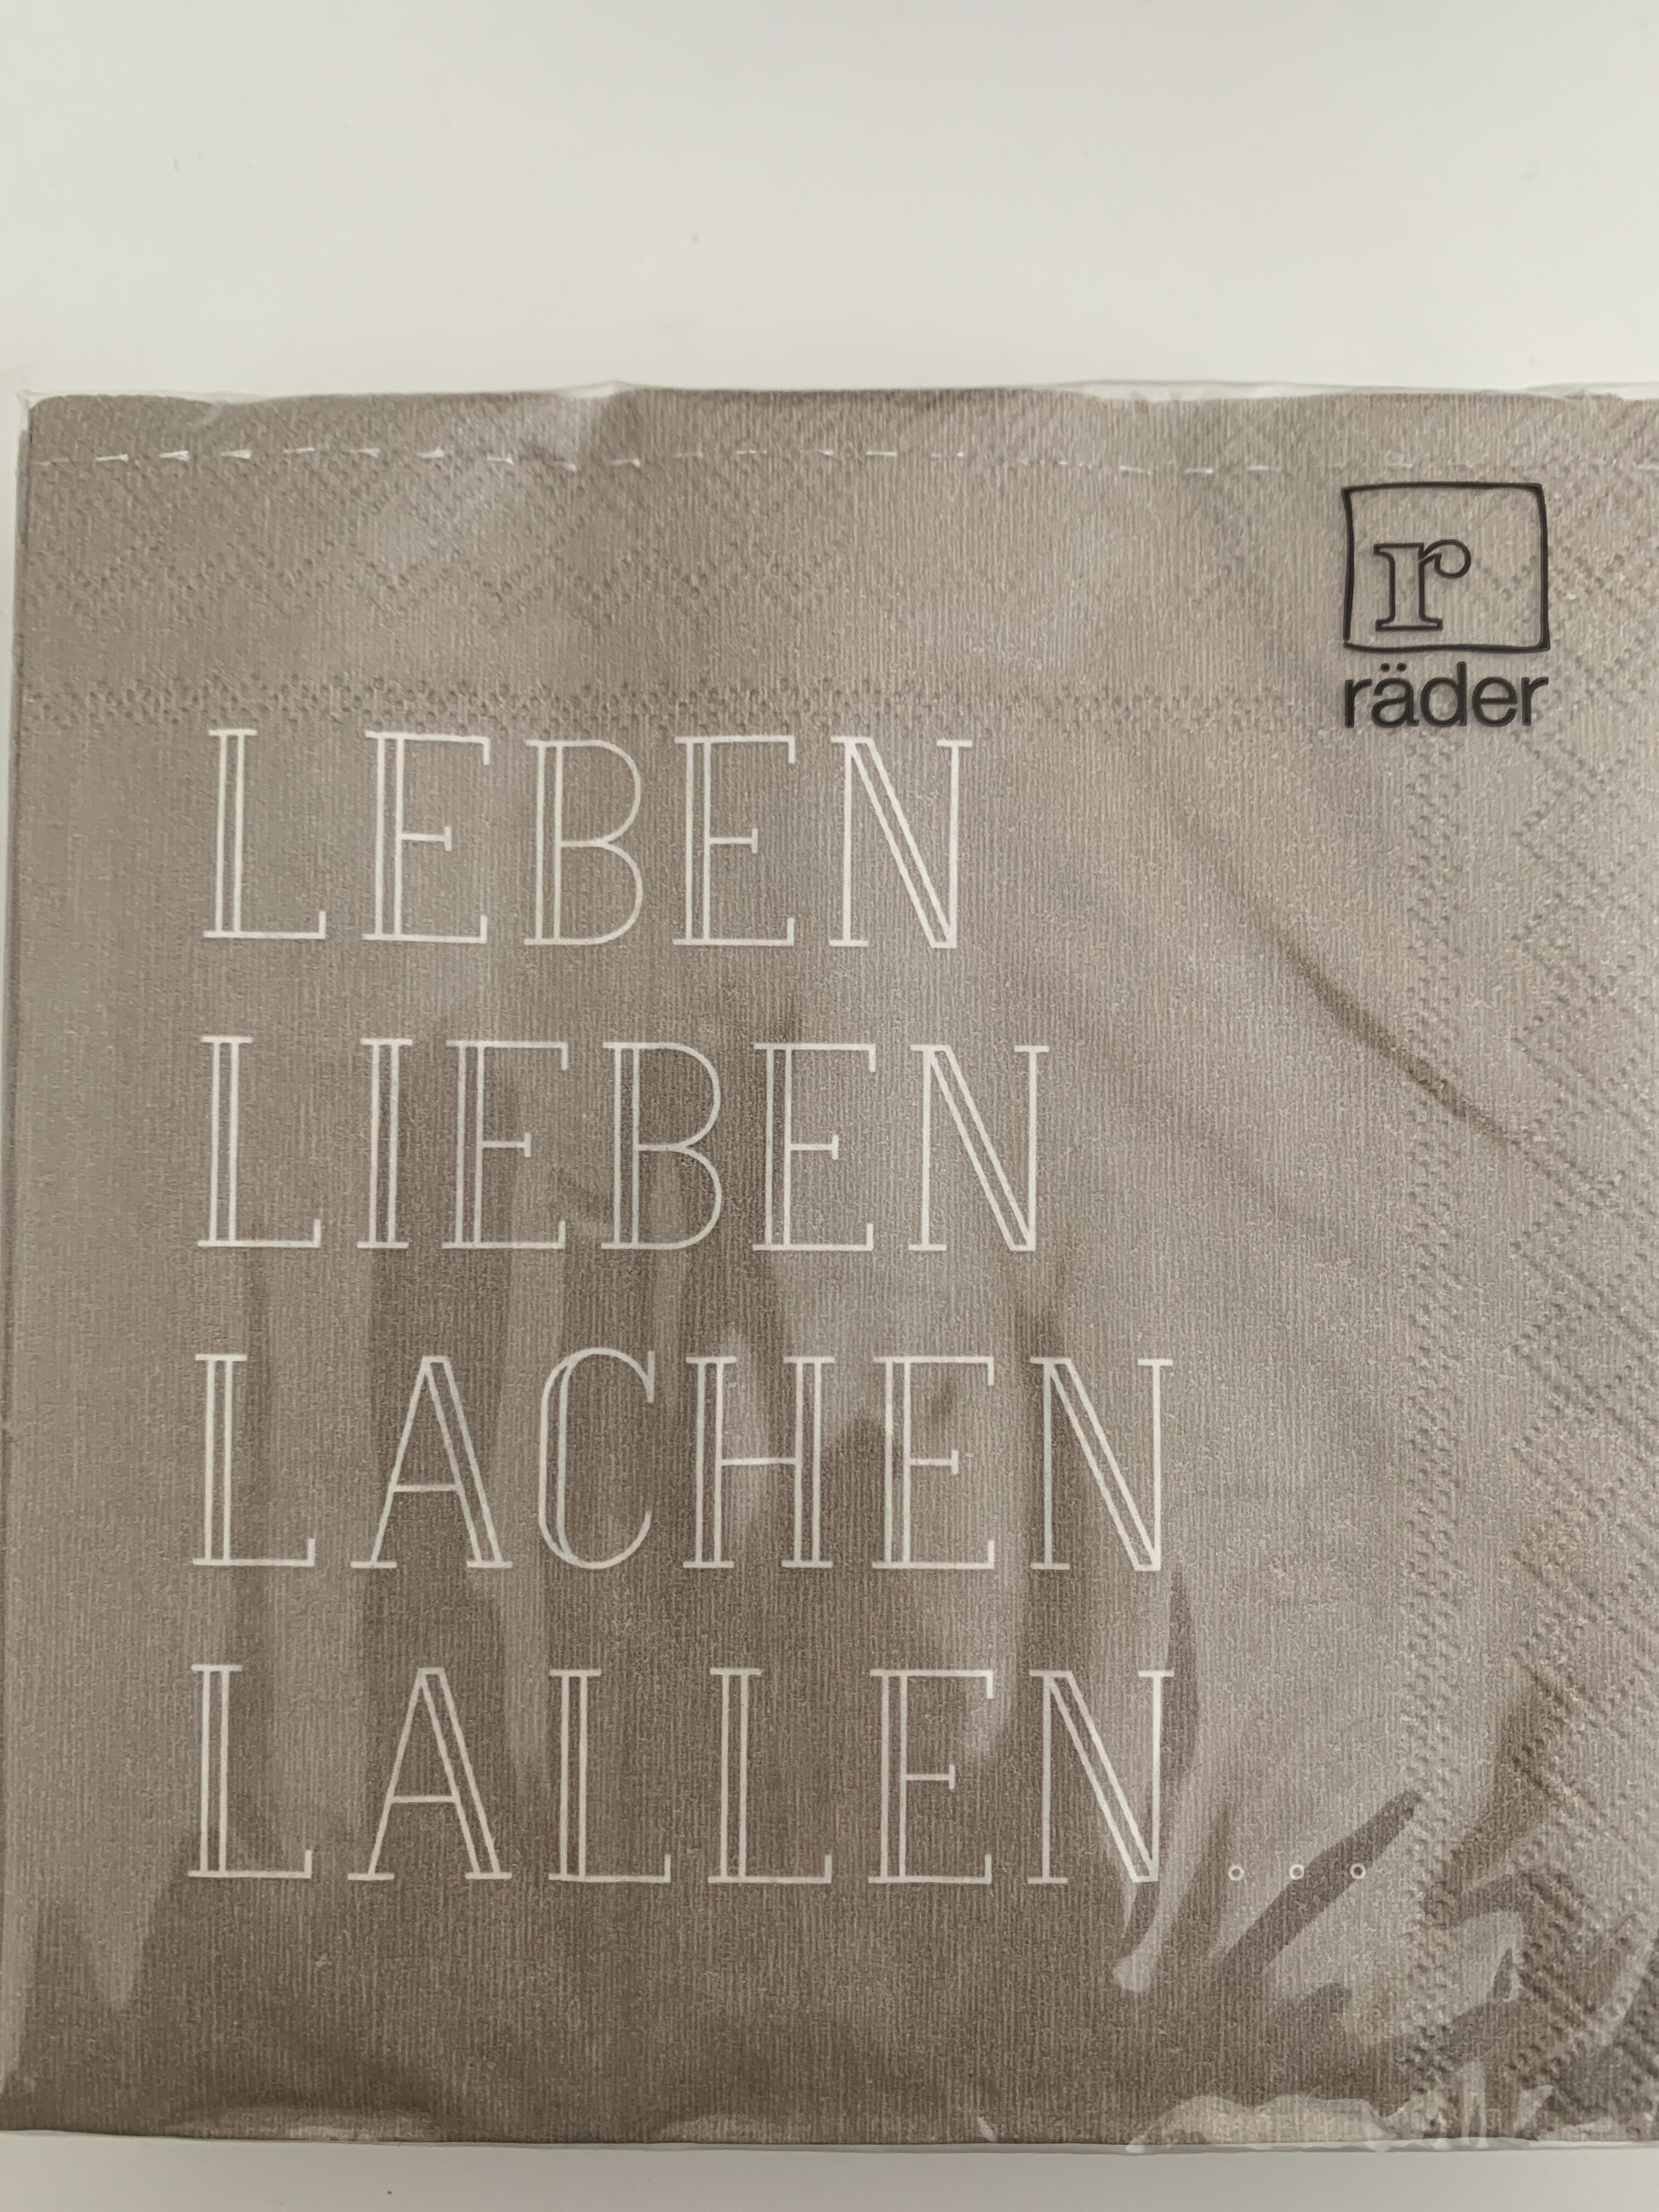 r
räder
LEBEN
LIEBEN
LACHEN
LALLEN...